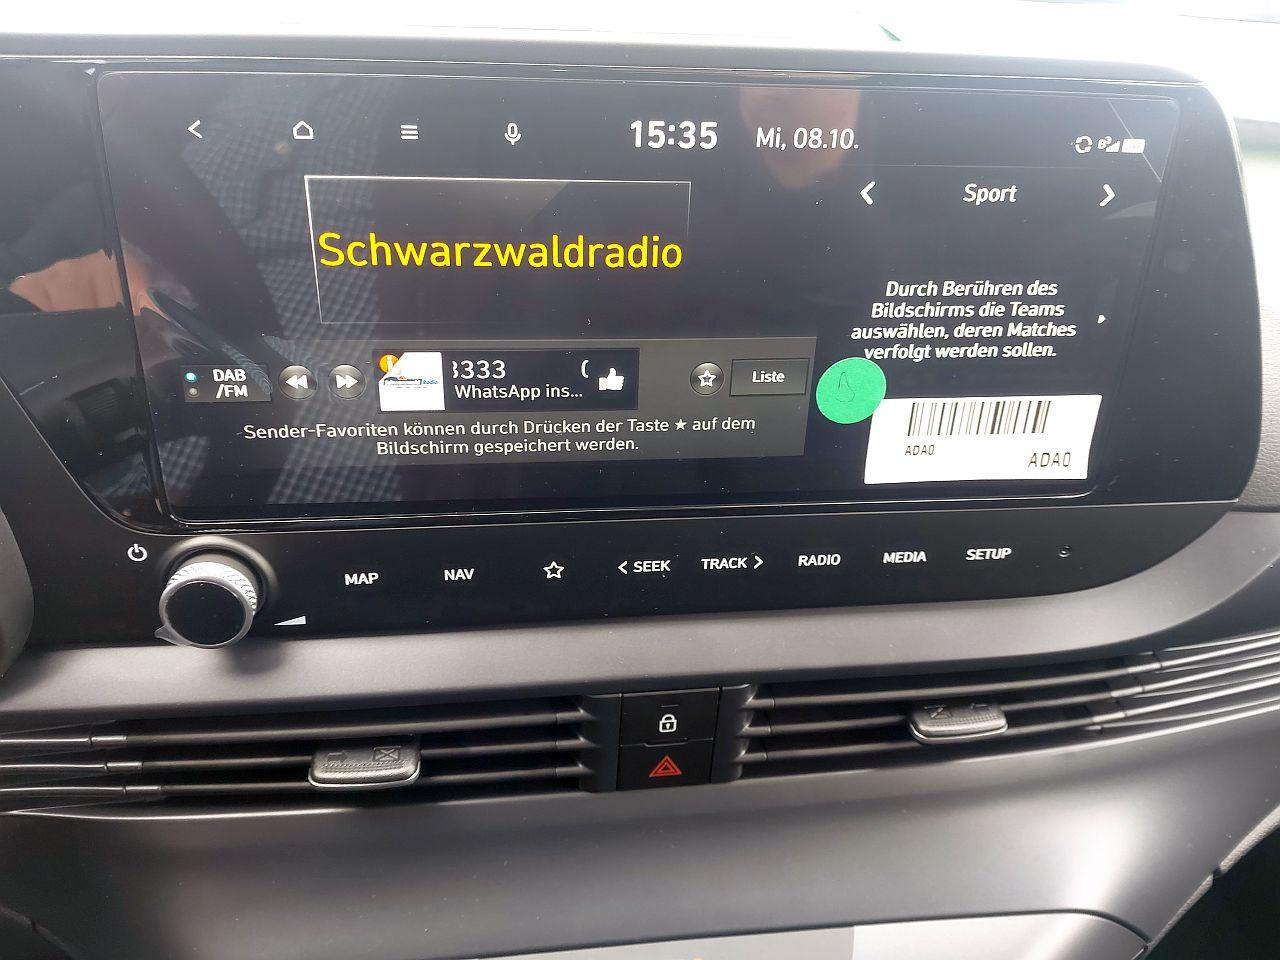 15:35 Mi, 08.10.
Sport
Schwarzwaldradio
Durch Berühren des
Bildschirms die Teams
auswählen, deren Matches
verfolgt werden sollen.
DAB
/FM
3333
WhatsApp ins...
Liste
Sender-Favoriten können durch Drücken der Taste ★ auf dem
Bildschirm gespeichert werden.
ADA0
ADA0
MAP NAV < SEEK TRACK > RADIO MEDIA SETUP